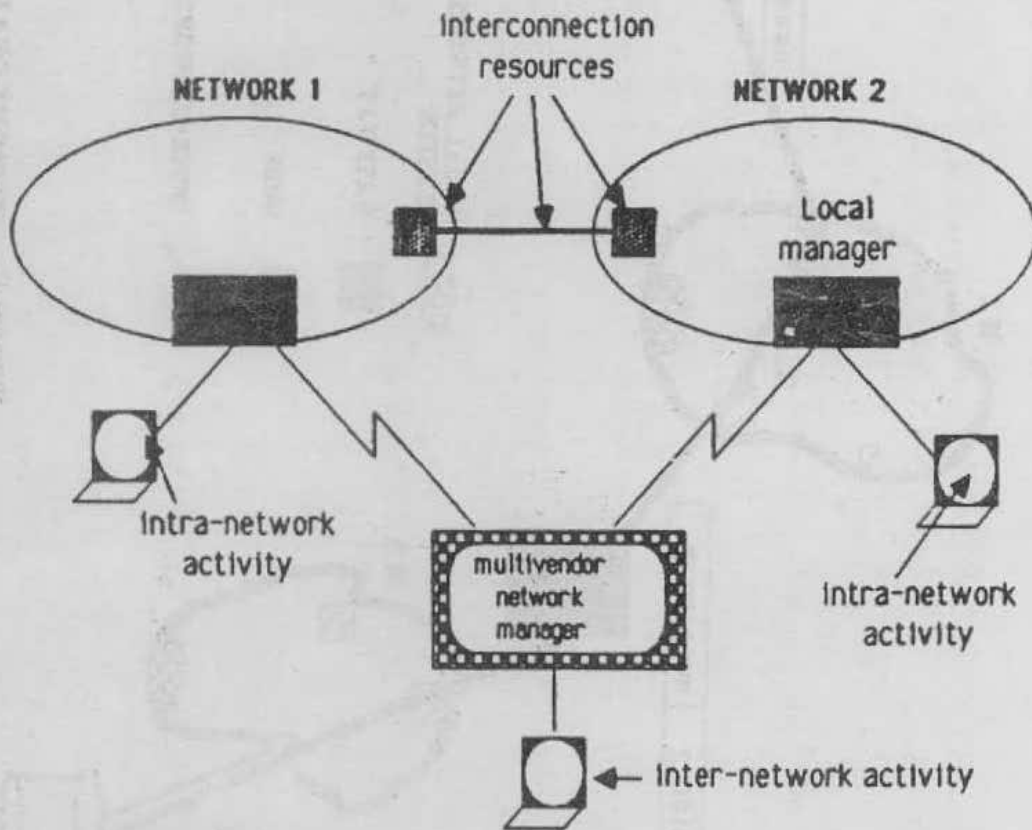 Interconnection
resources
NETWORK 1
NETWORK 2
Local
manager
Intra-network
activity
multivendor
network
manager
Intra-network
activity
Inter-network activity